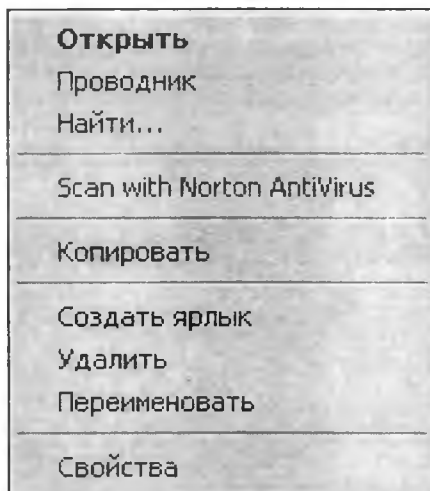 Открыть
Проводник
Найти...
Scan with Norton AntiVirus
Копировать
Создать ярлык
Удалить
Переименовать
Свойства